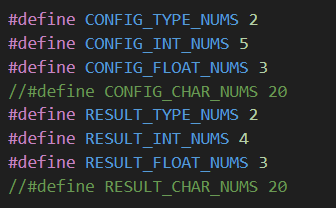 #define CONFIG_TYPE_NUMS 2
#define CONFIG_INT_NUMS 5
#define CONFIG_FLOAT_NUMS 3
//#define CONFIG_CHAR_NUMS 20
#define RESULT_TYPE_NUMS 2
#define RESULT_INT_NUMS 4
#define RESULT_FLOAT_NUMS 3
//#define RESULT_CHAR_NUMS 20